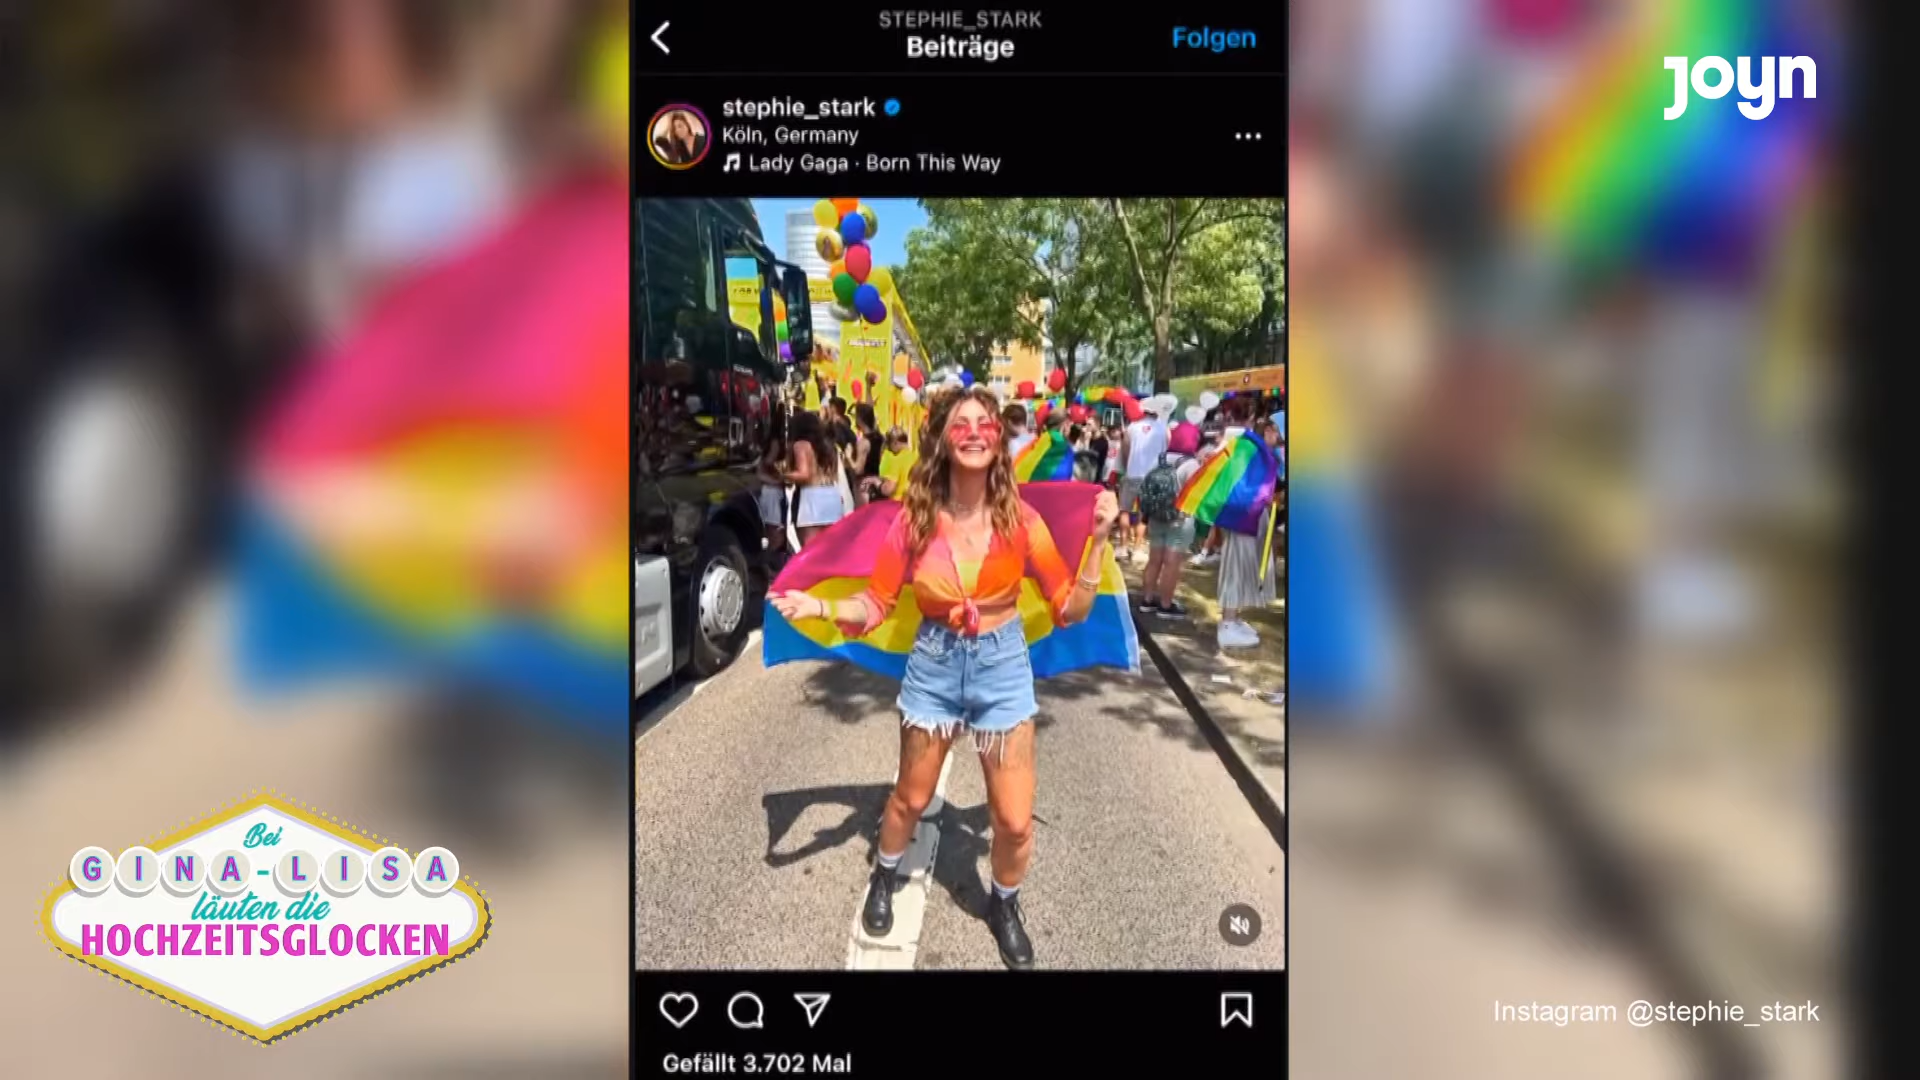 STEPHIE_STARK
Beiträge
Folgen
joyn
stephie_stark
Köln, Germany
Lady Gaga · Born This Way
Bei
GINA-LISA
läuten die
HOCHZEITSGLOCKEN
Instagram @stephie_stark
Gefällt 3.702 Mal